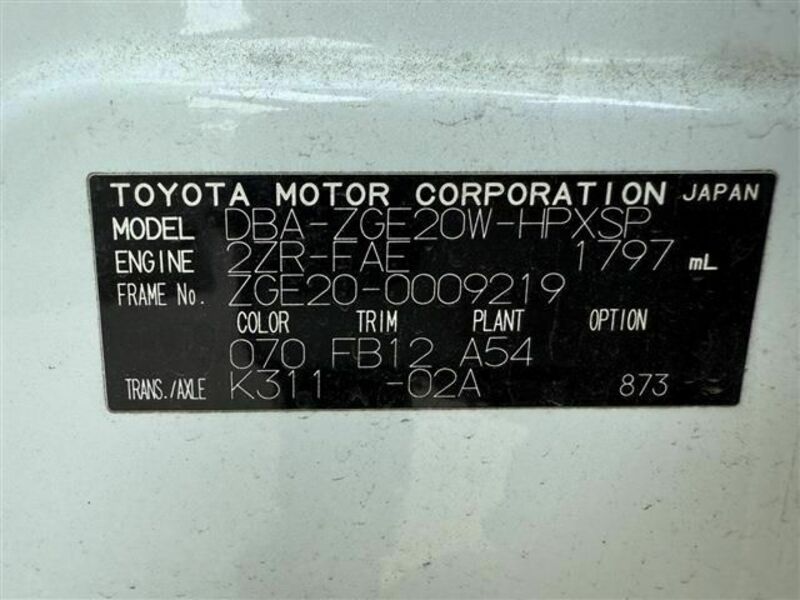 TOYOTA MOTOR CORPORATION JAPAN
MODEL DBA-ZGE20W-HPXSP
ENGINE 2ZR-FAE 1797 mL
FRAME No. ZGE20-0009219
COLOR TRIM PLANT OPTION
070 FB12 A54
TRANS./AXLE K311 -02A 873